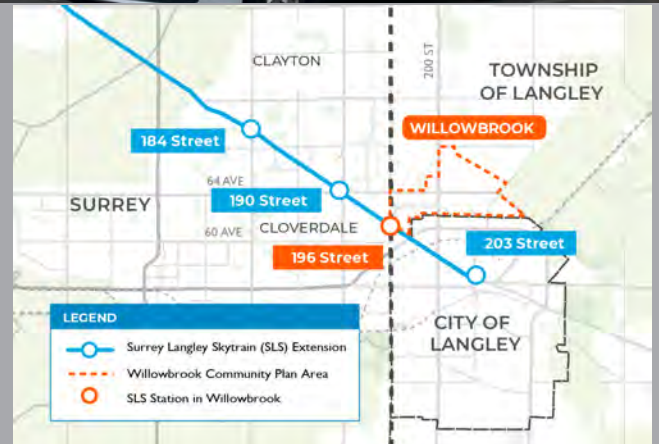 CLAYTON
200 ST
TOWNSHIP
OF LANGLEY
WILLOWBROOK
184 Street
64 AVE
190 Street
SURREY
60 AVE
CLOVERDALE
196 Street
203 Street
CITY OF
LANGLEY
LEGEND
Surrey Langley Skytrain (SLS) Extension
Willowbrook Community Plan Area
SLS Station in Willowbrook